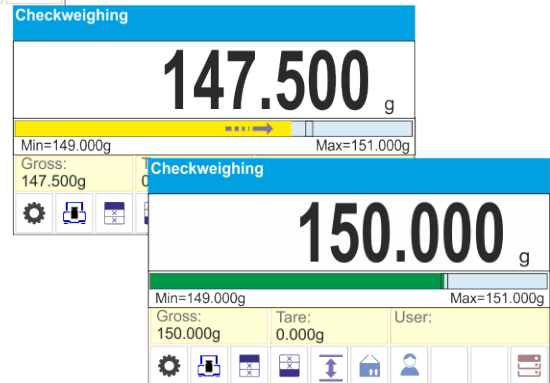 Checkweighing
147.500 g
Min=149.000g Max=151.000g
Gross:
147.500g
Checkweighing
150.000 g
Min=149.000g Max=151.000g
Gross: Tare: User:
150.000g 0.000g